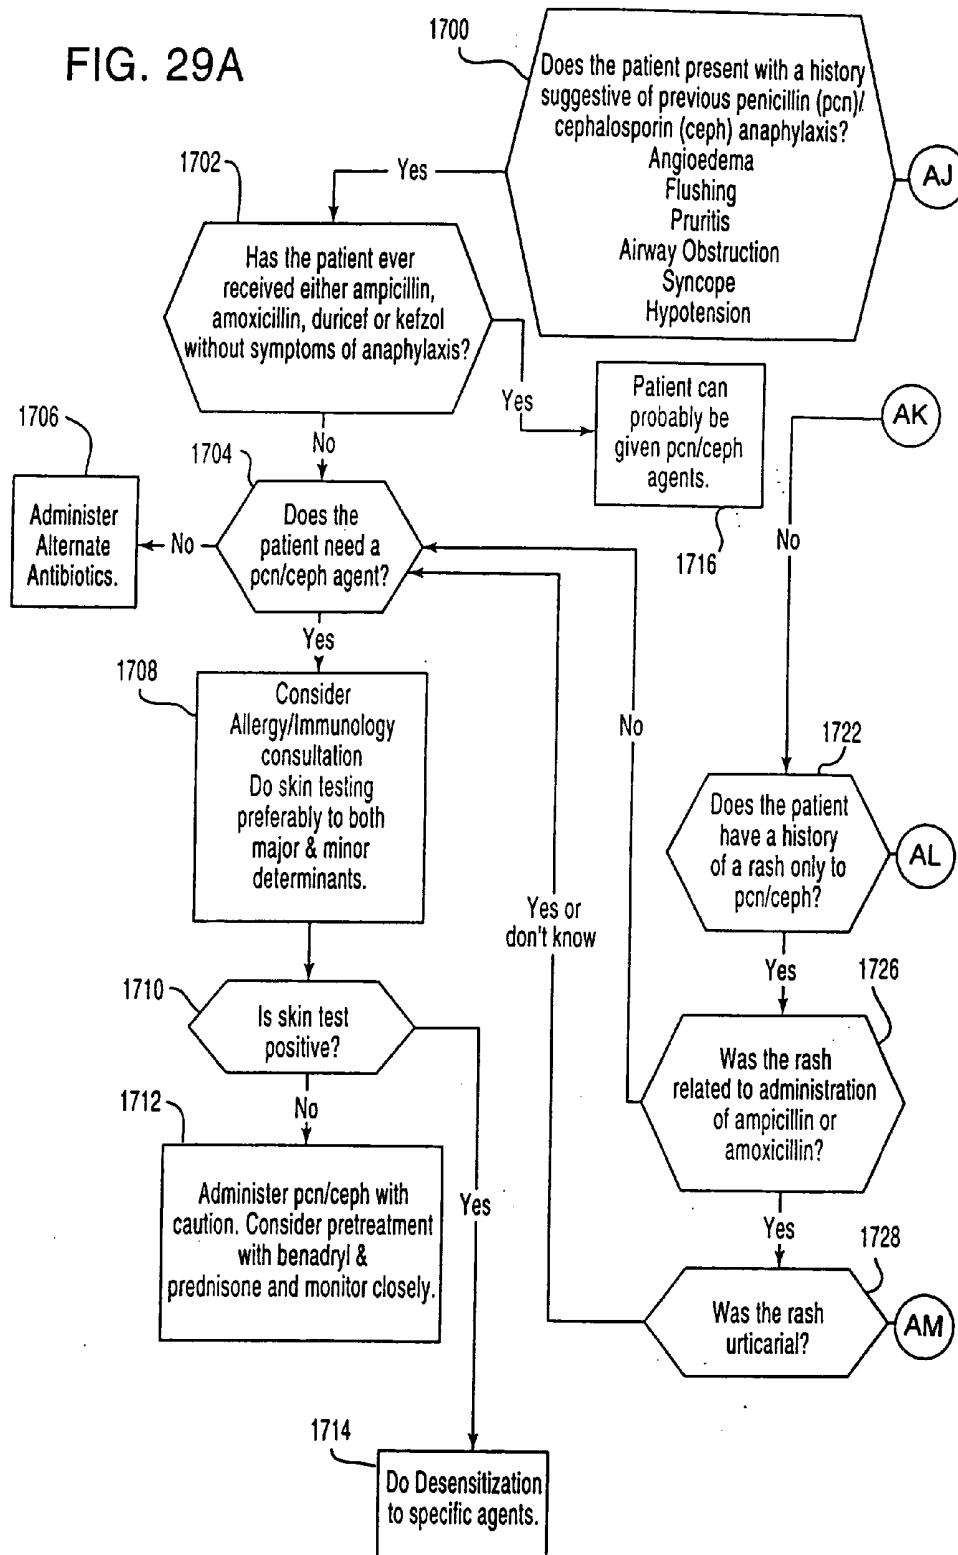 FIG. 29A
1700
Does the patient present with a history
suggestive of previous penicillin (pcn)/
cephalosporin (ceph) anaphylaxis?
Angioedema
Flushing
Pruritis
Airway Obstruction
Syncope
Hypotension
AJ
Yes
1702
Has the patient ever
received either ampicillin,
amoxicillin, duricef or kefzol
without symptoms of anaphylaxis?
Yes
Patient can
probably be
given pcn/ceph
agents.
1716
AK
No
No
1704
1706
Administer
Alternate
Antibiotics.
No
Does the
patient need a
pcn/ceph agent?
Yes
1708
Consider
Allergy/Immunology
consultation
Do skin testing
preferably to both
major & minor
determinants.
No
1722
Does the patient
have a history
of a rash only to
pcn/ceph?
AL
Yes or
don't know
Yes
1726
Was the rash
related to administration
of ampicillin or
amoxicillin?
1710
Is skin test
positive?
No
1712
Administer pcn/ceph with
caution. Consider pretreatment
with benadryl &
prednisone and monitor closely.
Yes
Yes
1728
Was the rash
urticarial?
AM
1714
Do Desensitization
to specific agents.